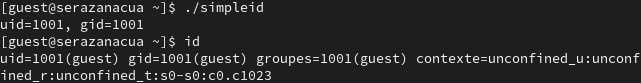 [guest@serazanacua ~]$ ./simpleid
uid=1001, gid=1001
[guest@serazanacua ~]$ id
uid=1001(guest) gid=1001(guest) groupes=1001(guest) contexte=unconfined_u:unconf
ined_r:unconfined_t:s0-s0:c0.c1023